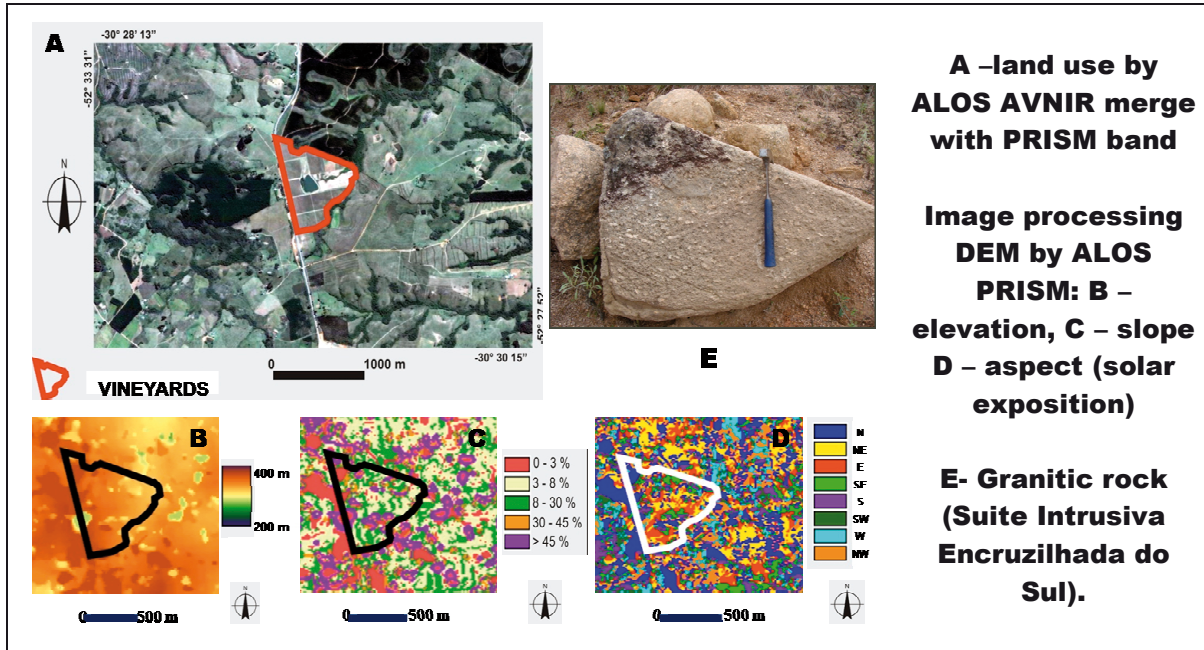 A
-30° 28' 13"
-52° 33' 31"
N
-52° 27' 52"
-30° 30' 15"
0 1000 m
VINEYARDS
E
A –land use by
ALOS AVNIR merge
with PRISM band
Image processing
DEM by ALOS
PRISM: B –
elevation, C – slope
D – aspect (solar
exposition)
E- Granitic rock
(Suite Intrusiva
Encruzilhada do
Sul).
B
400 m
200 m
N
0 500 m
C
0 - 3 %
3 - 8 %
8 - 30 %
30 - 45 %
> 45 %
N
0 500 m
D
N
NE
E
SE
S
SW
W
NW
N
0 500 m